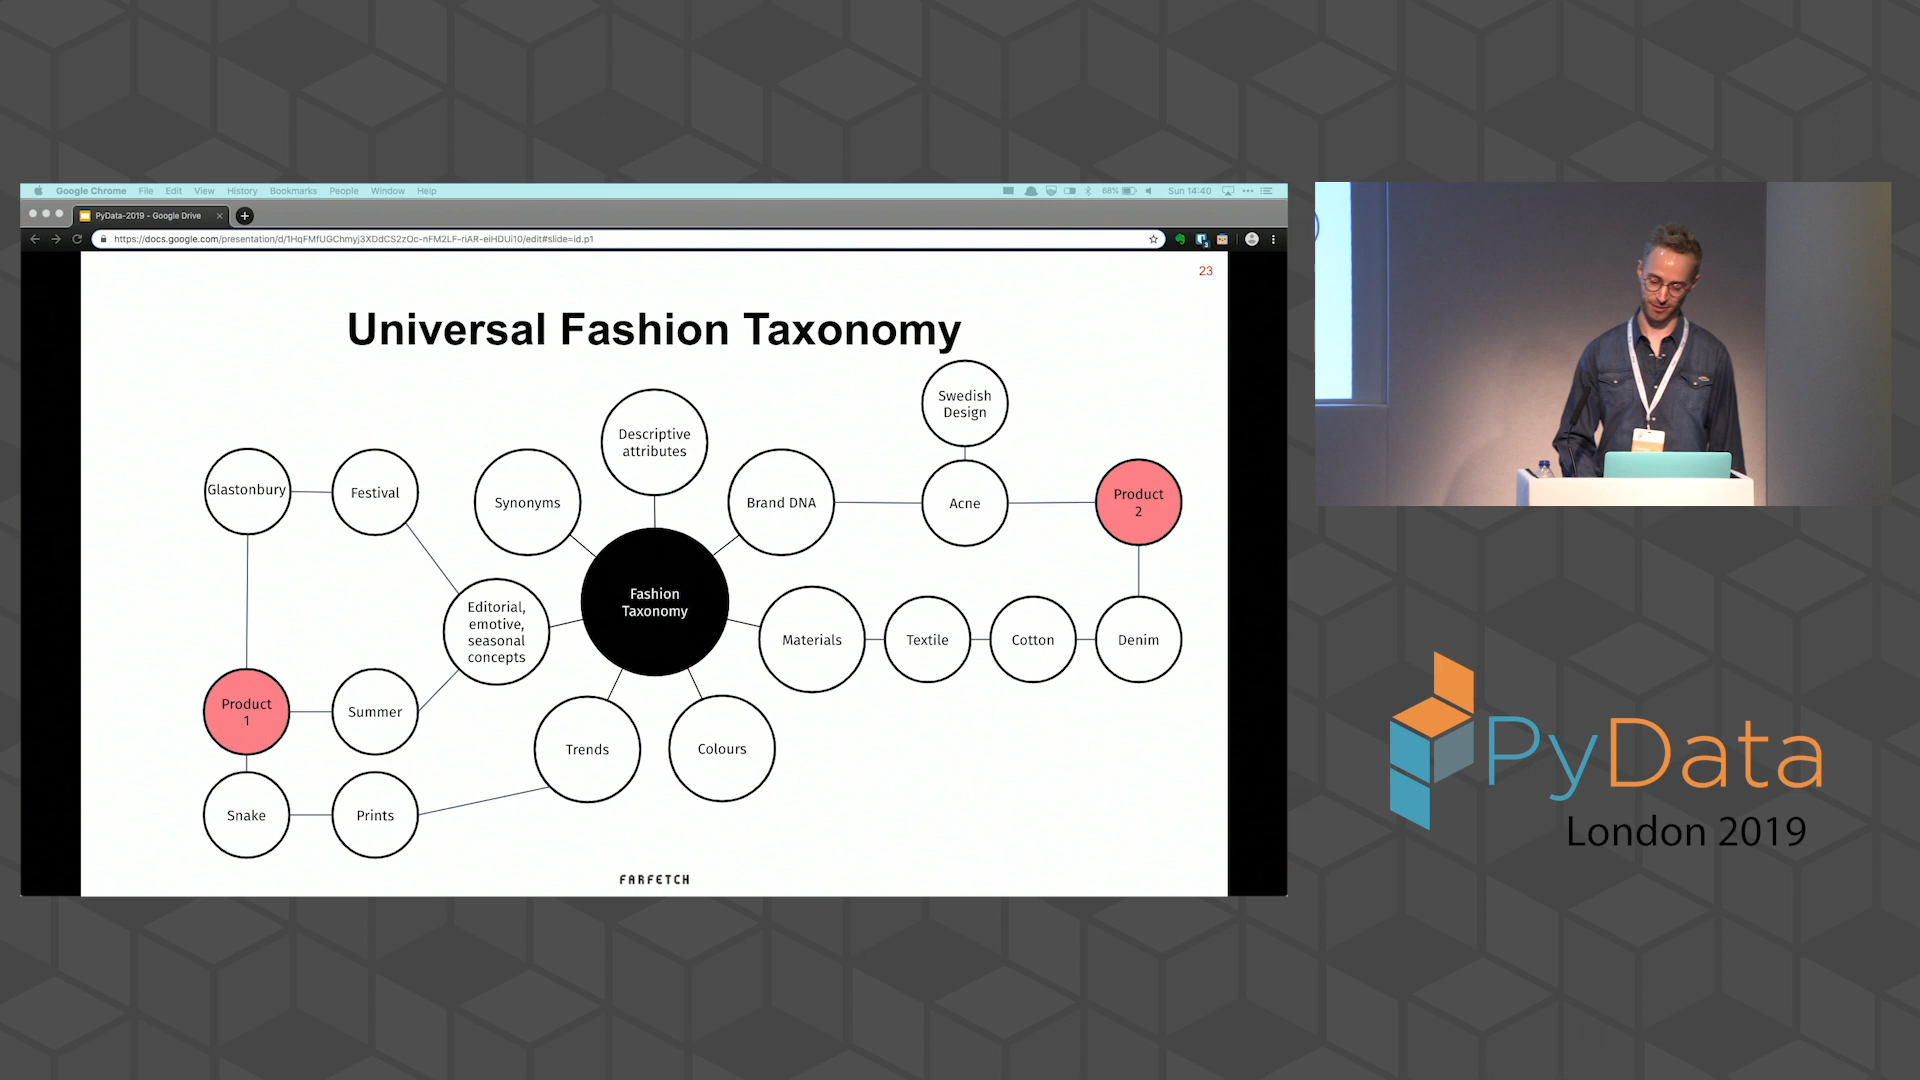 Google Chrome File Edit View History Bookmarks People Window Help
68% Sun 14:40
PyData-2019 - Google Drive
https://docs.google.com/presentation/d/1HqFMfUGChmyj3XDdCS2zOc-nFM2LF-riAR-eiHDUi10/edit#slide=id.p1
23
Universal Fashion Taxonomy
Swedish
Design
Descriptive
attributes
Glastonbury
Festival
Synonyms
Brand DNA
Acne
Product
2
Fashion
Taxonomy
Editorial,
emotive,
seasonal
concepts
Materials
Textile
Cotton
Denim
Product
1
Summer
Trends
Colours
Snake
Prints
FARFETCH
PyData
London 2019